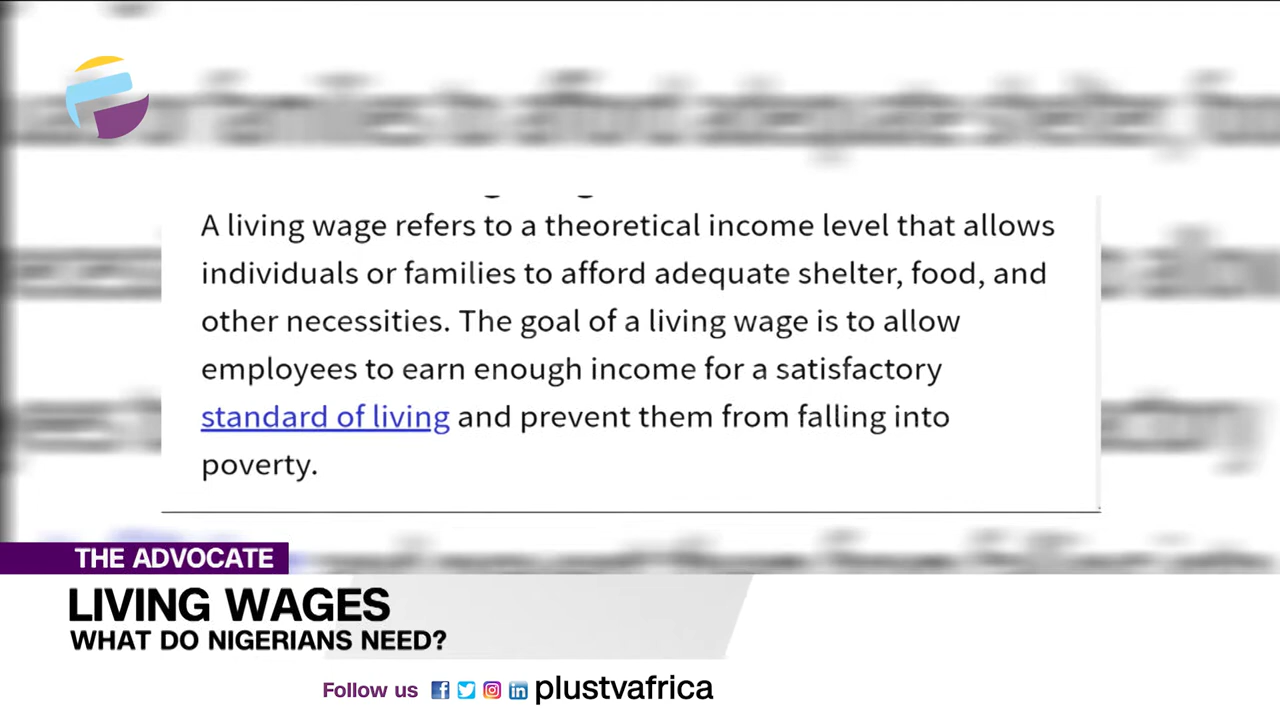 A living wage refers to a theoretical income level that allows
individuals or families to afford adequate shelter, food, and
other necessities. The goal of a living wage is to allow
employees to earn enough income for a satisfactory
standard of living and prevent them from falling into
poverty.
THE ADVOCATE
LIVING WAGES
WHAT DO NIGERIANS NEED?
Follow us plustvafrica